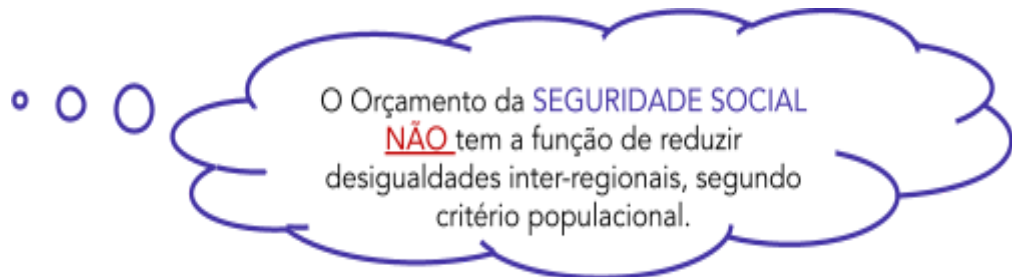 O Orçamento da SEGURIDADE SOCIAL
NÃO tem a função de reduzir
desigualdades inter-regionais, segundo
critério populacional.